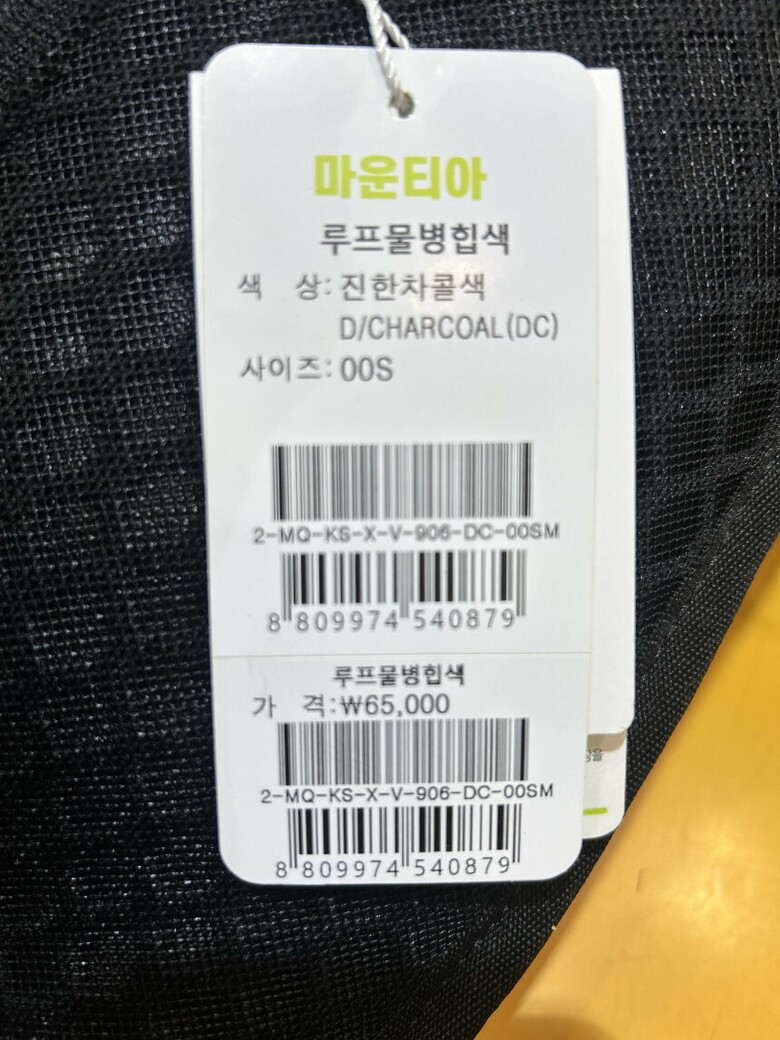 마운티아
루프물병힙색
색 상: 진한차콜색
D/CHARCOAL(DC)
사이즈: 00S
2-MQ-KS-X-V-906-DC-00SM
8 809974 540879
루프물병힙색
가 격:₩65,000
2-MQ-KS-X-V-906-DC-00SM
8 809974 540879